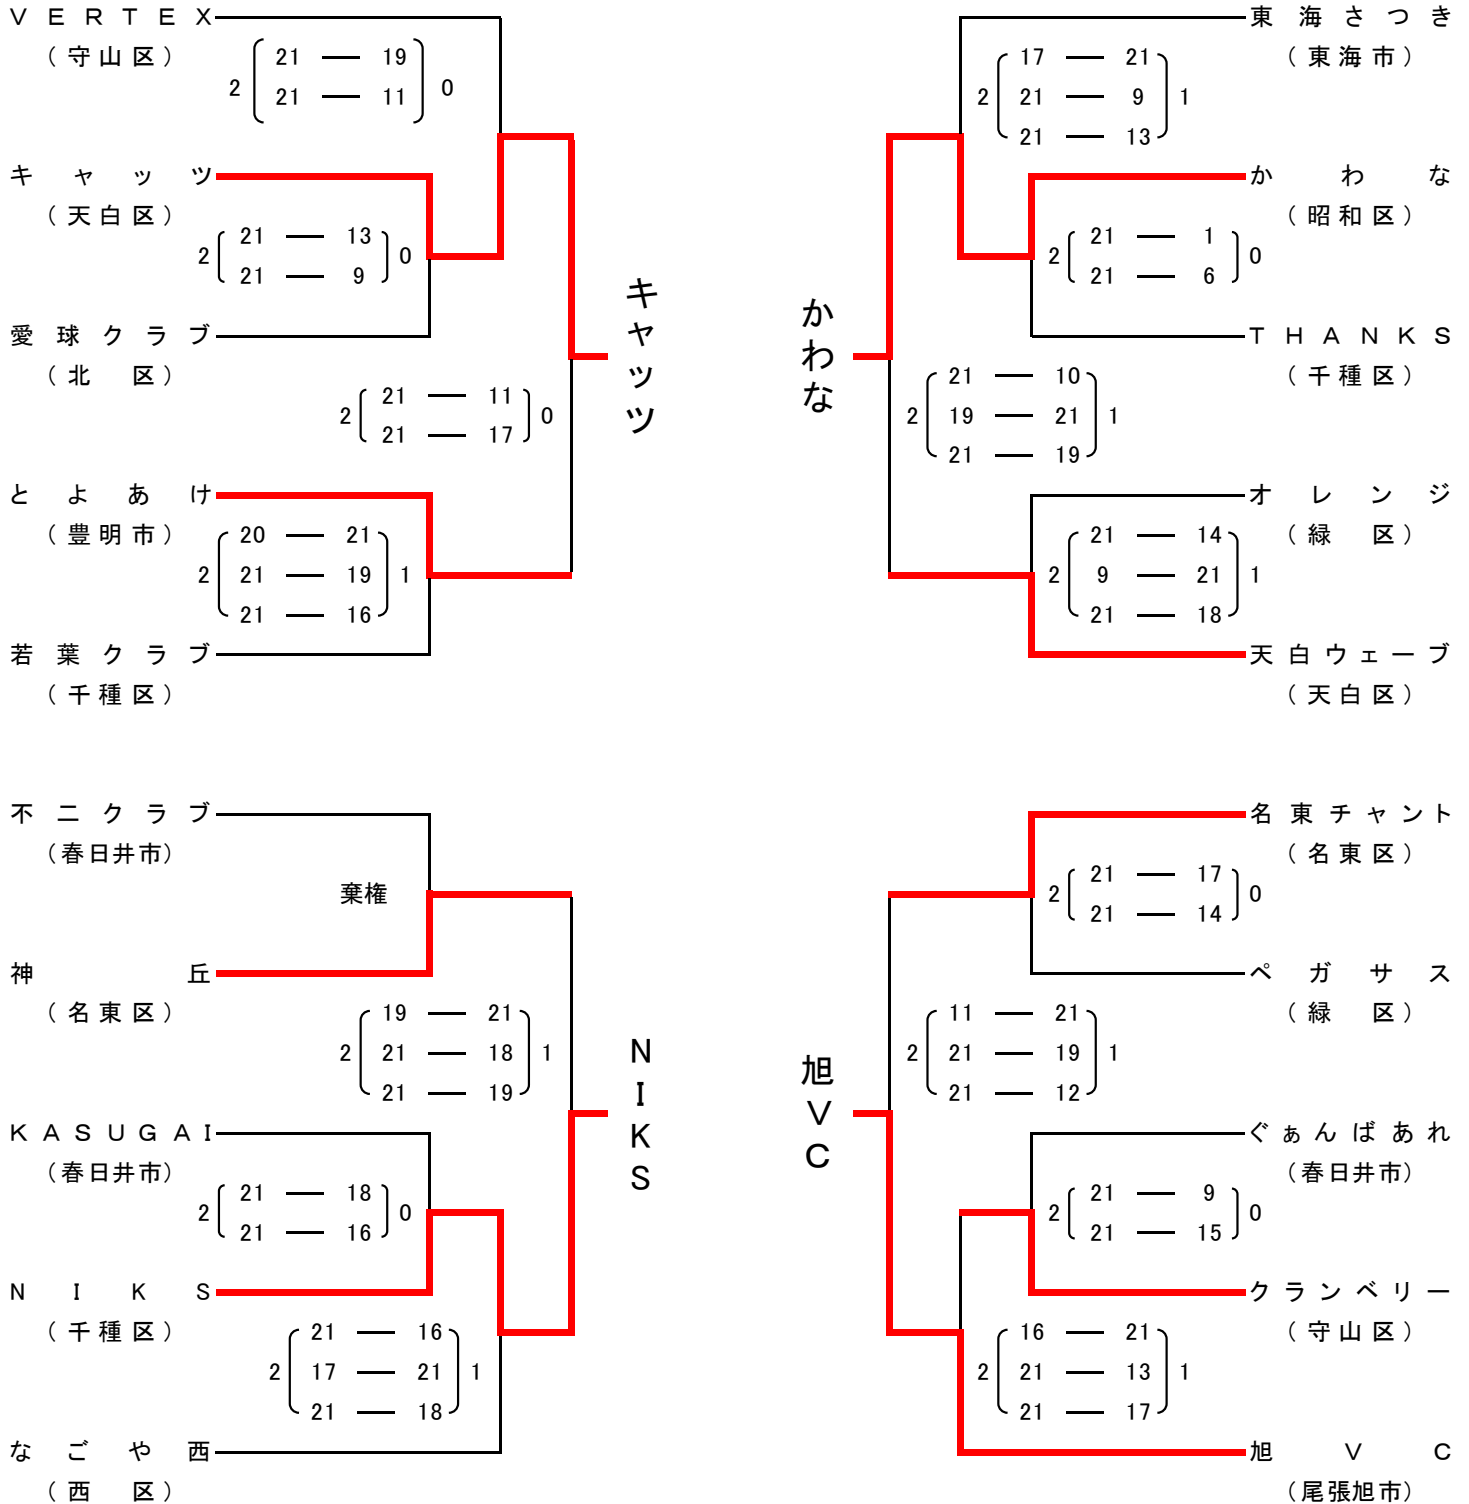 VERTEX
（守山区）
21 — 19
21 — 11
2 0
キャッツ
（天白区）
21 — 13
21 — 9
2 0
愛球クラブ
（北 区）
21 — 11
21 — 17
2 0
とよあけ
（豊明市）
20 — 21
21 — 19
21 — 16
2 1
若葉クラブ
（千種区）
キャッツ
東海さつき
（東海市）
17 — 21
21 — 9
21 — 13
2 1
かわな
（昭和区）
21 — 1
21 — 6
2 0
THANKS
（千種区）
21 — 10
19 — 21
21 — 19
2 1
オレンジ
（緑 区）
21 — 14
9 — 21
21 — 18
2 1
天白ウェーブ
（天白区）
かわな
不二クラブ
（春日井市）
棄権
神丘
（名東区）
19 — 21
21 — 18
21 — 19
2 1
KASUGAI
（春日井市）
21 — 18
21 — 16
2 0
NIKS
（千種区）
21 — 16
17 — 21
21 — 18
2 1
なごや西
（西 区）
NIKS
名東チャント
（名東区）
21 — 17
21 — 14
2 0
ペガサス
（緑 区）
11 — 21
21 — 19
21 — 12
2 1
ぐぁんばあれ
（春日井市）
21 — 9
21 — 15
2 0
クランベリー
（守山区）
16 — 21
21 — 13
21 — 17
2 1
旭VC
（尾張旭市）
旭VC